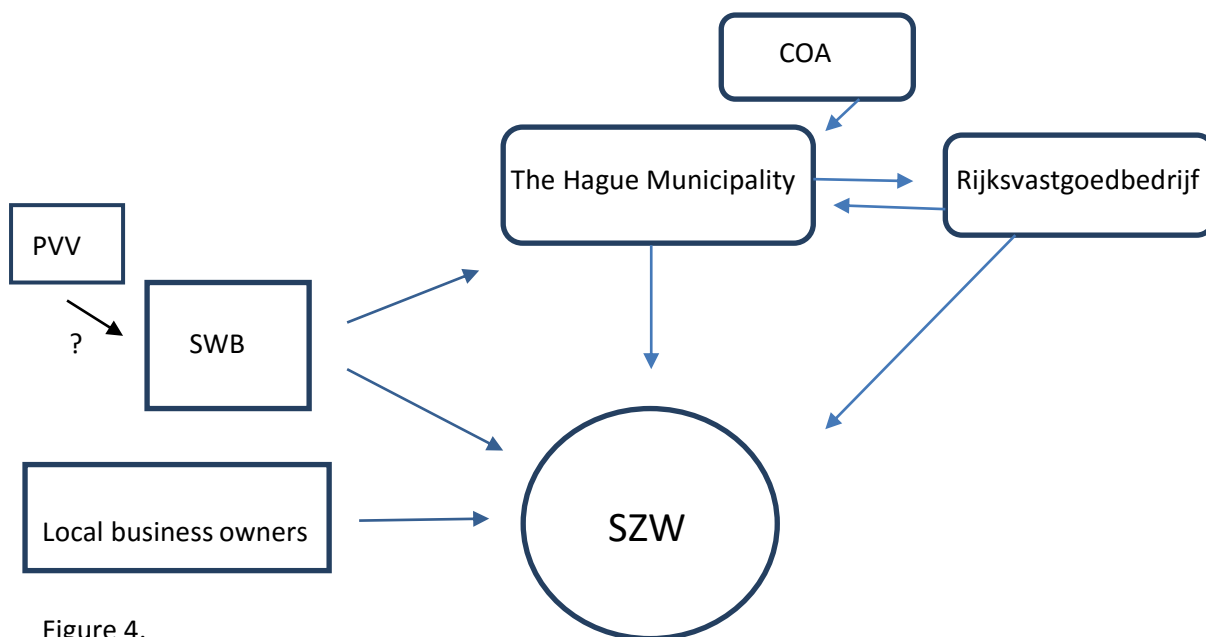 COA
The Hague Municipality
Rijksvastgoedbedrijf
PVV
?
SWB
Local business owners
SZW
Figure 4.